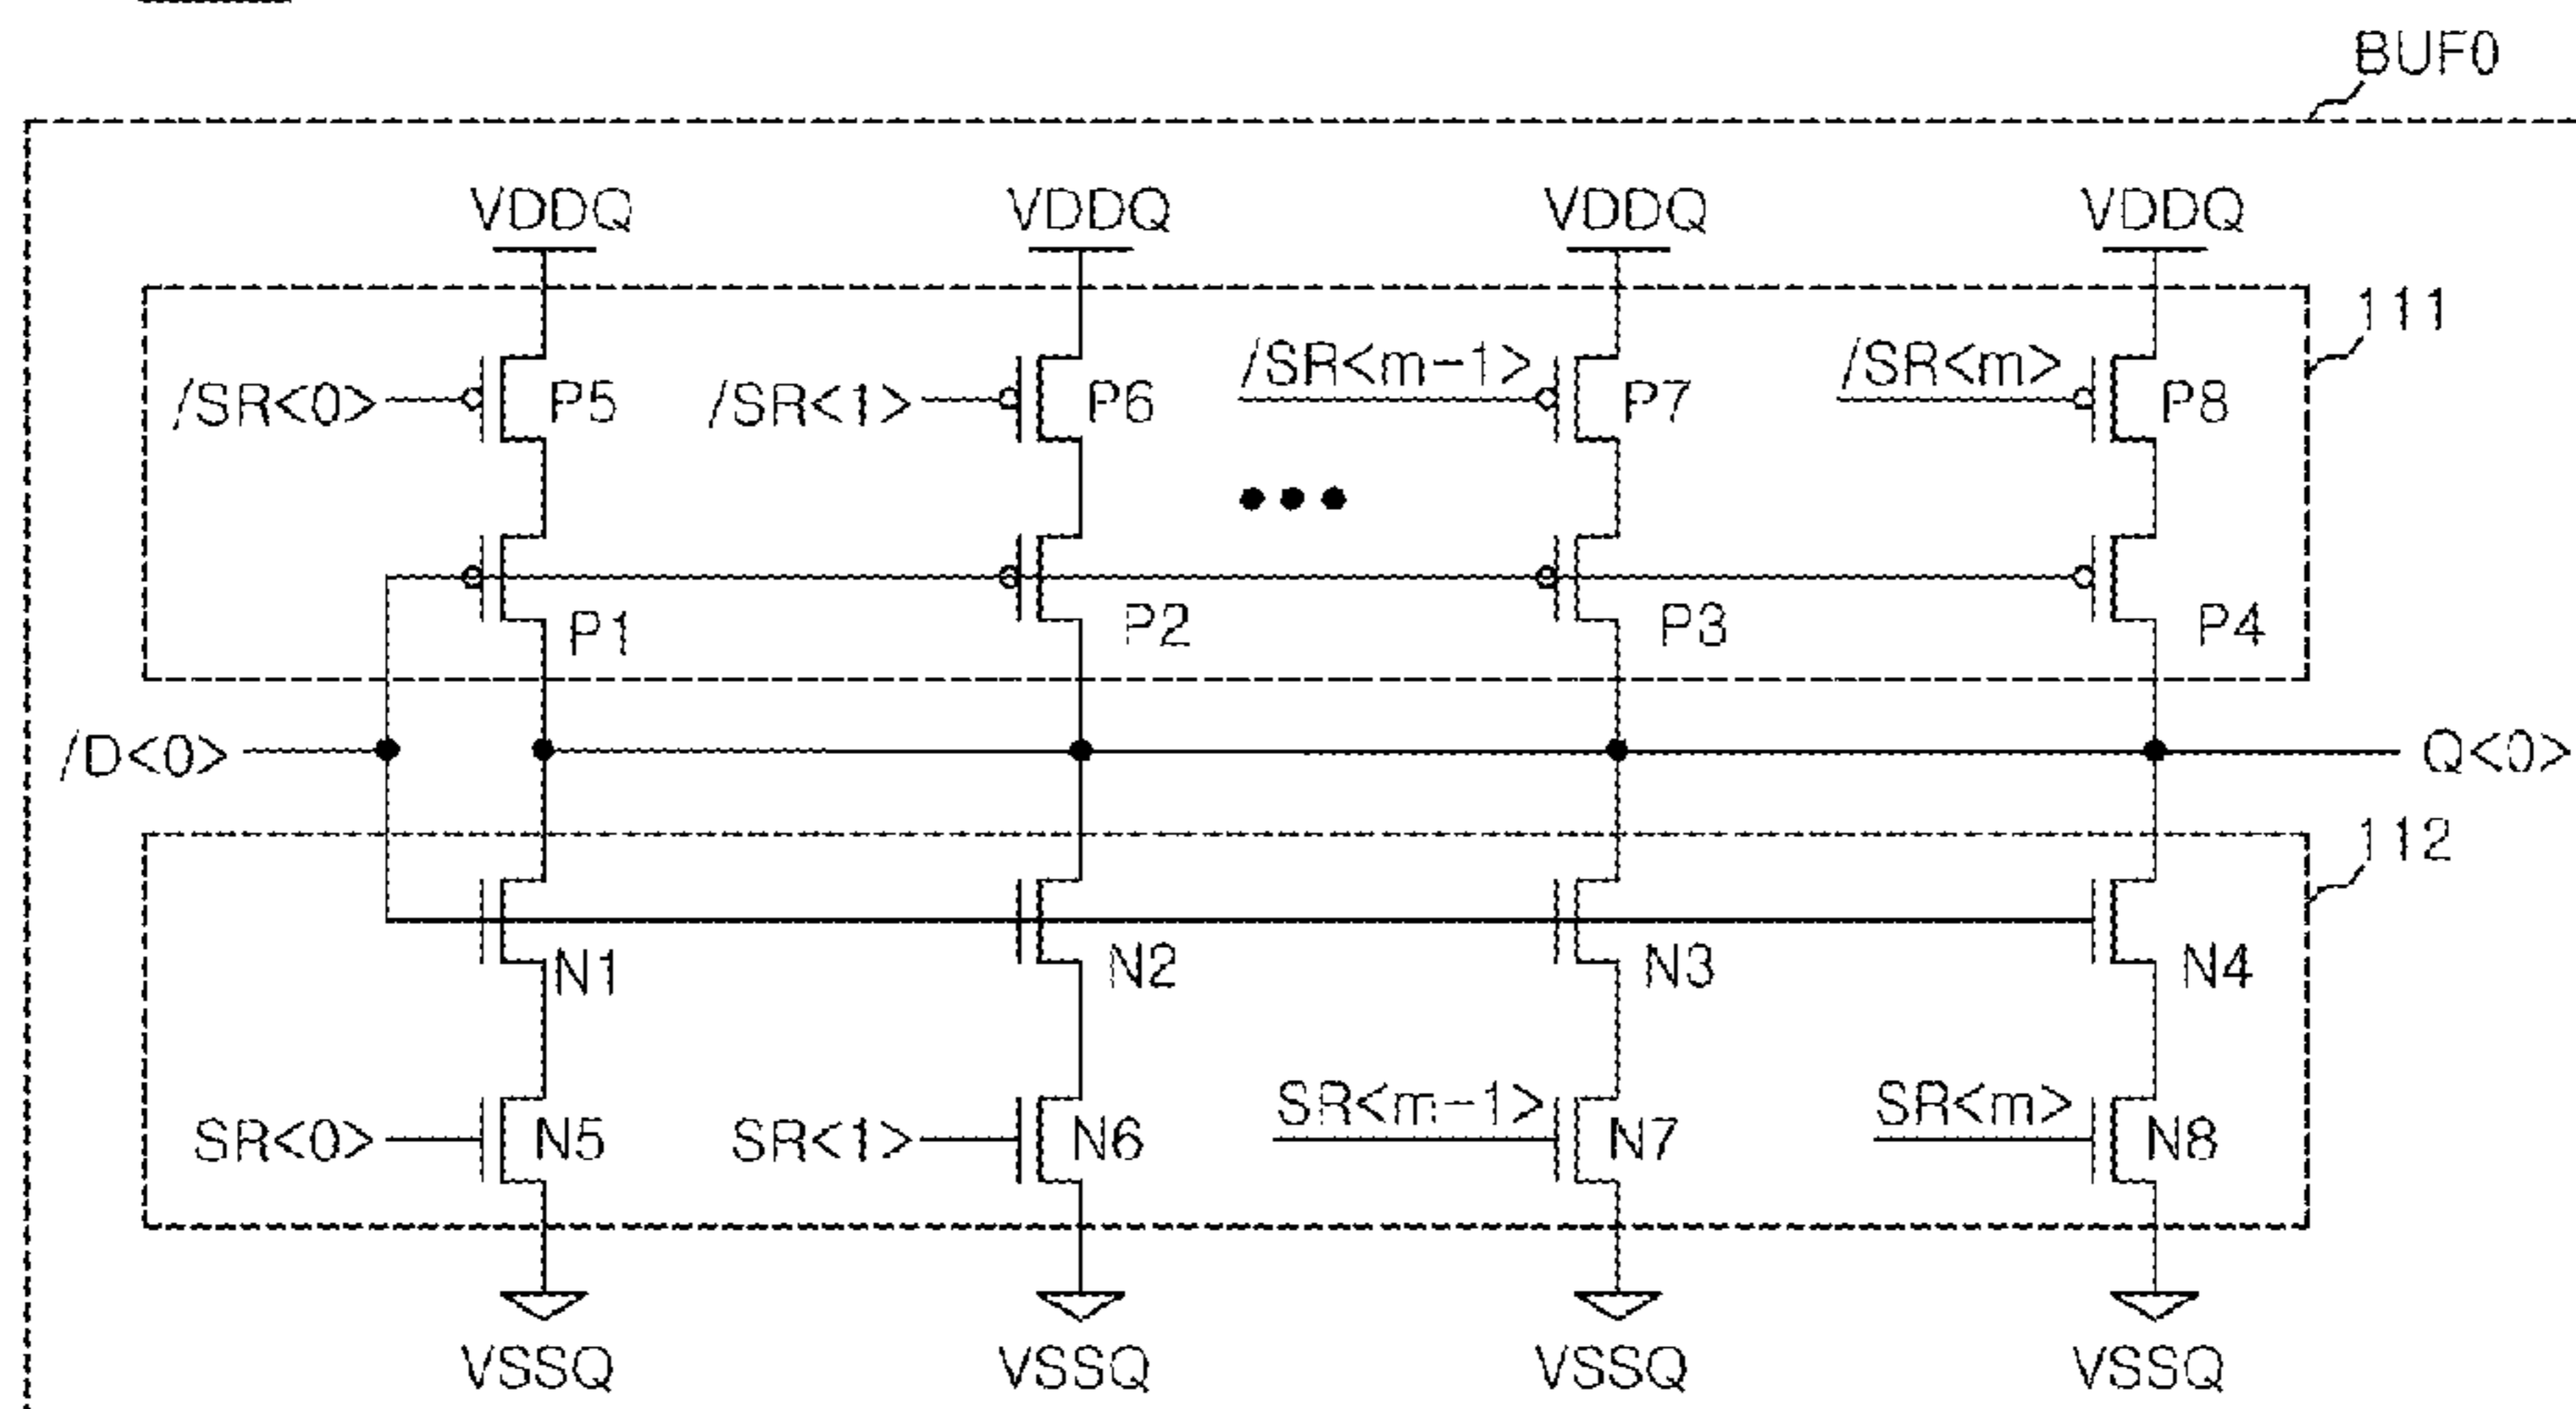 BUF0
VDDQ VDDQ VDDQ VDDQ
111
/SR<0> P5 /SR<1> P6 /SR<m-1> P7 /SR<m> P8
P1 P2 P3 P4
/D<0> Q<0>
112
N1 N2 N3 N4
SR<0> N5 SR<1> N6 SR<m-1> N7 SR<m> N8
VSSQ VSSQ VSSQ VSSQ